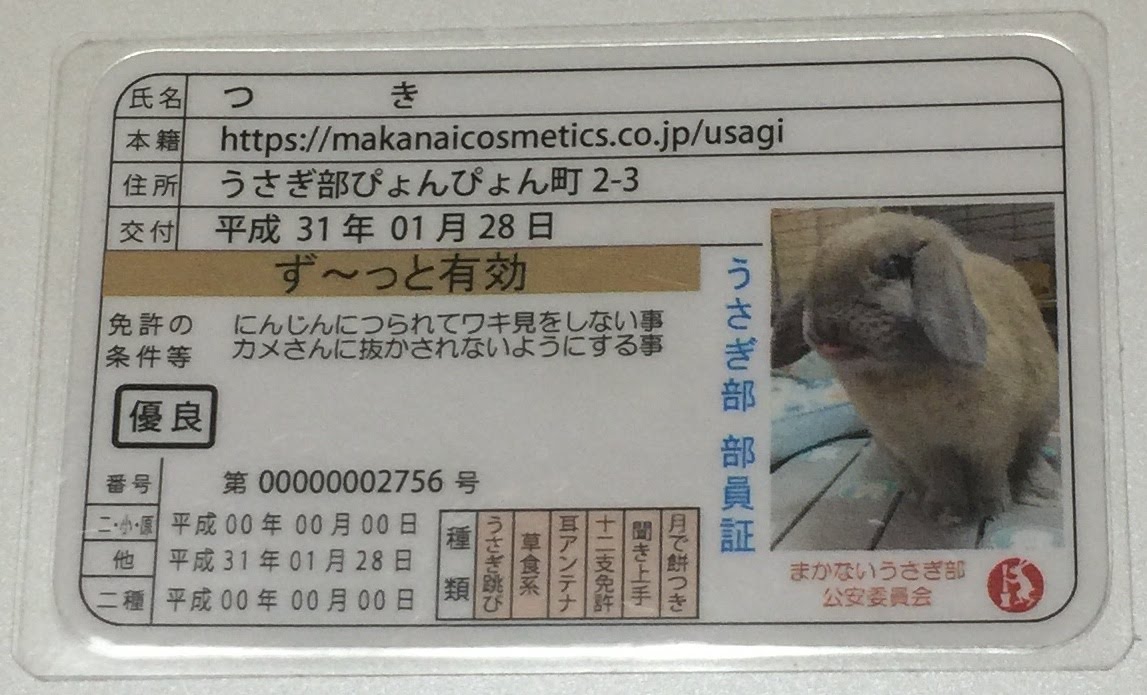 氏名 つき
本籍 https://makanaicosmetics.co.jp/usagi
住所 うさぎ部ぴょんぴょん町 2-3
交付 平成 31 年 01 月 28 日
ず～っと有効
免許の
条件等
にんじんにつられてワキ見をしない事
カメさんに抜かされないようにする事
優良
番号 第 00000002756 号
二・小・原 平成 00 年 00 月 00 日
他 平成 31 年 01 月 28 日
二種 平成 00 年 00 月 00 日
種類
うさぎ跳び
草食系
耳アンテナ
十二支免許
聞き上手
月で餅つき
うさぎ部 部員証
まかないうさぎ部
公安委員会